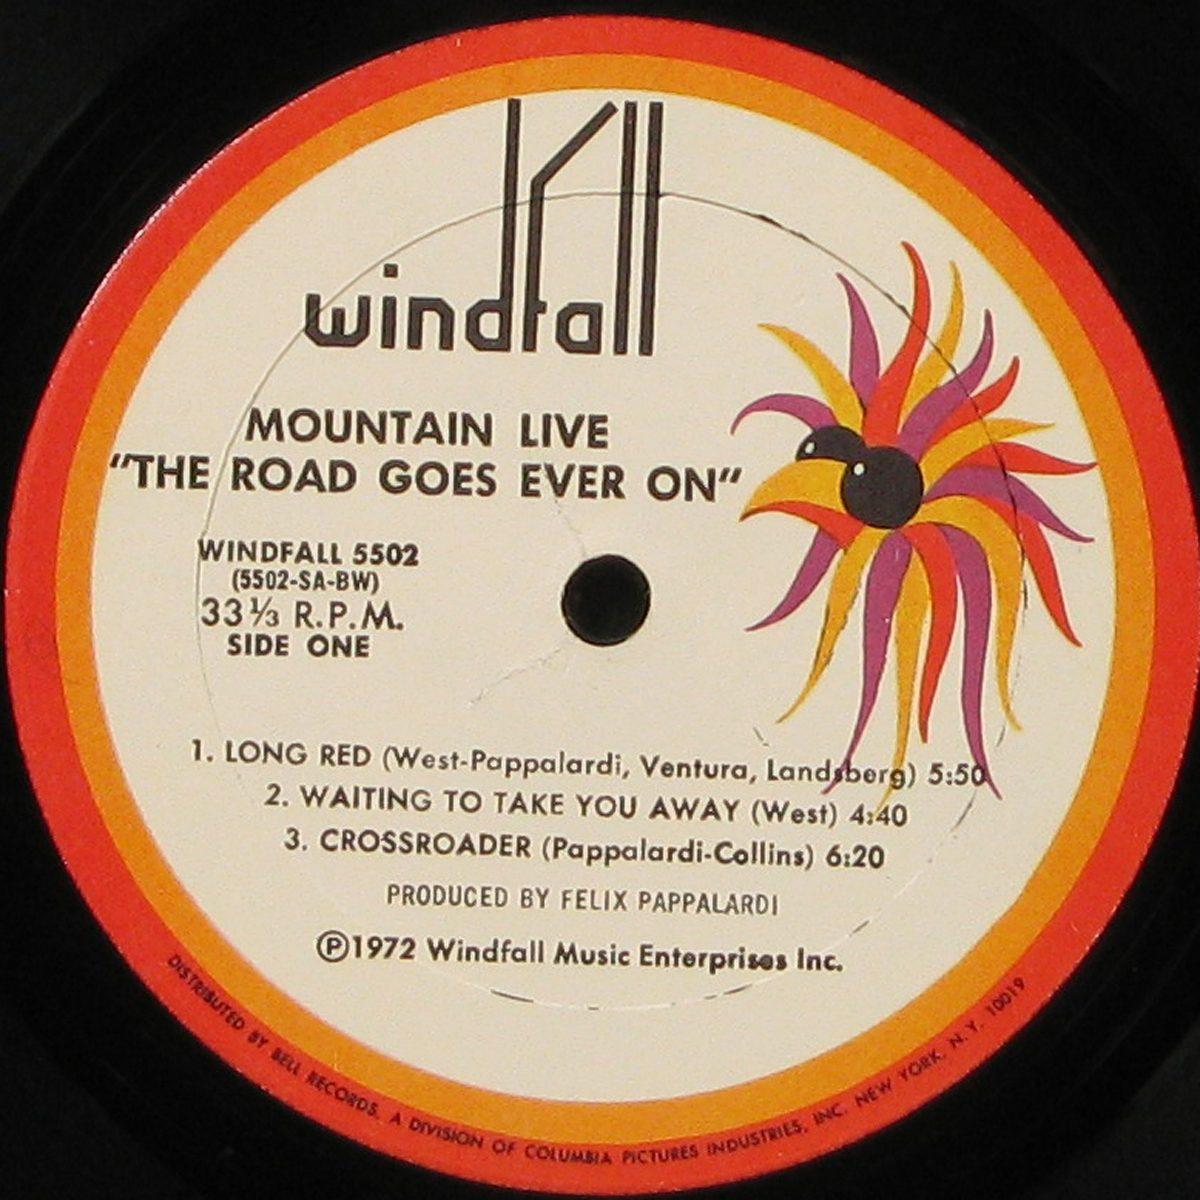 windfall
MOUNTAIN LIVE
"THE ROAD GOES EVER ON"
WINDFALL 5502
(5502-SA-BW)
33⅓ R.P.M.
SIDE ONE
1. LONG RED (West-Pappalardi, Ventura, Landsberg) 5:50
2. WAITING TO TAKE YOU AWAY (West) 4:40
3. CROSSROADER (Pappalardi-Collins) 6:20
PRODUCED BY FELIX PAPPALARDI
℗1972 Windfall Music Enterprises Inc.
DISTRIBUTED BY BELL RECORDS, A DIVISION OF COLUMBIA PICTURES INDUSTRIES, INC. NEW YORK, N.Y. 10019